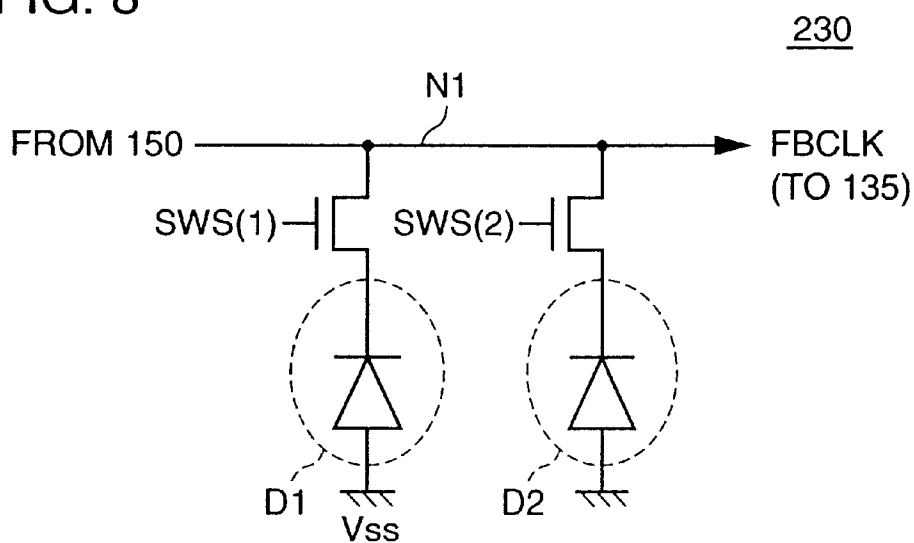 FIG. 8
230
N1
FROM 150
FBCLK
(TO 135)
SWS(1)
SWS(2)
D1
D2
Vss